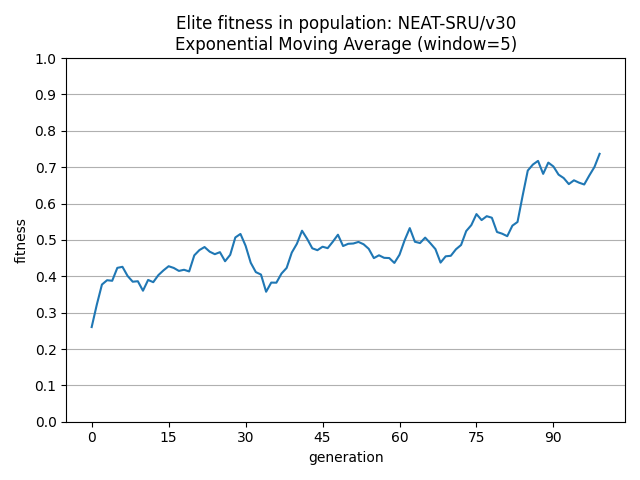 Elite fitness in population: NEAT-SRU/v30
Exponential Moving Average (window=5)
1.0
0.9
0.8
0.7
0.6
0.5
0.4
0.3
0.2
0.1
0.0
fitness
0 15 30 45 60 75 90
generation